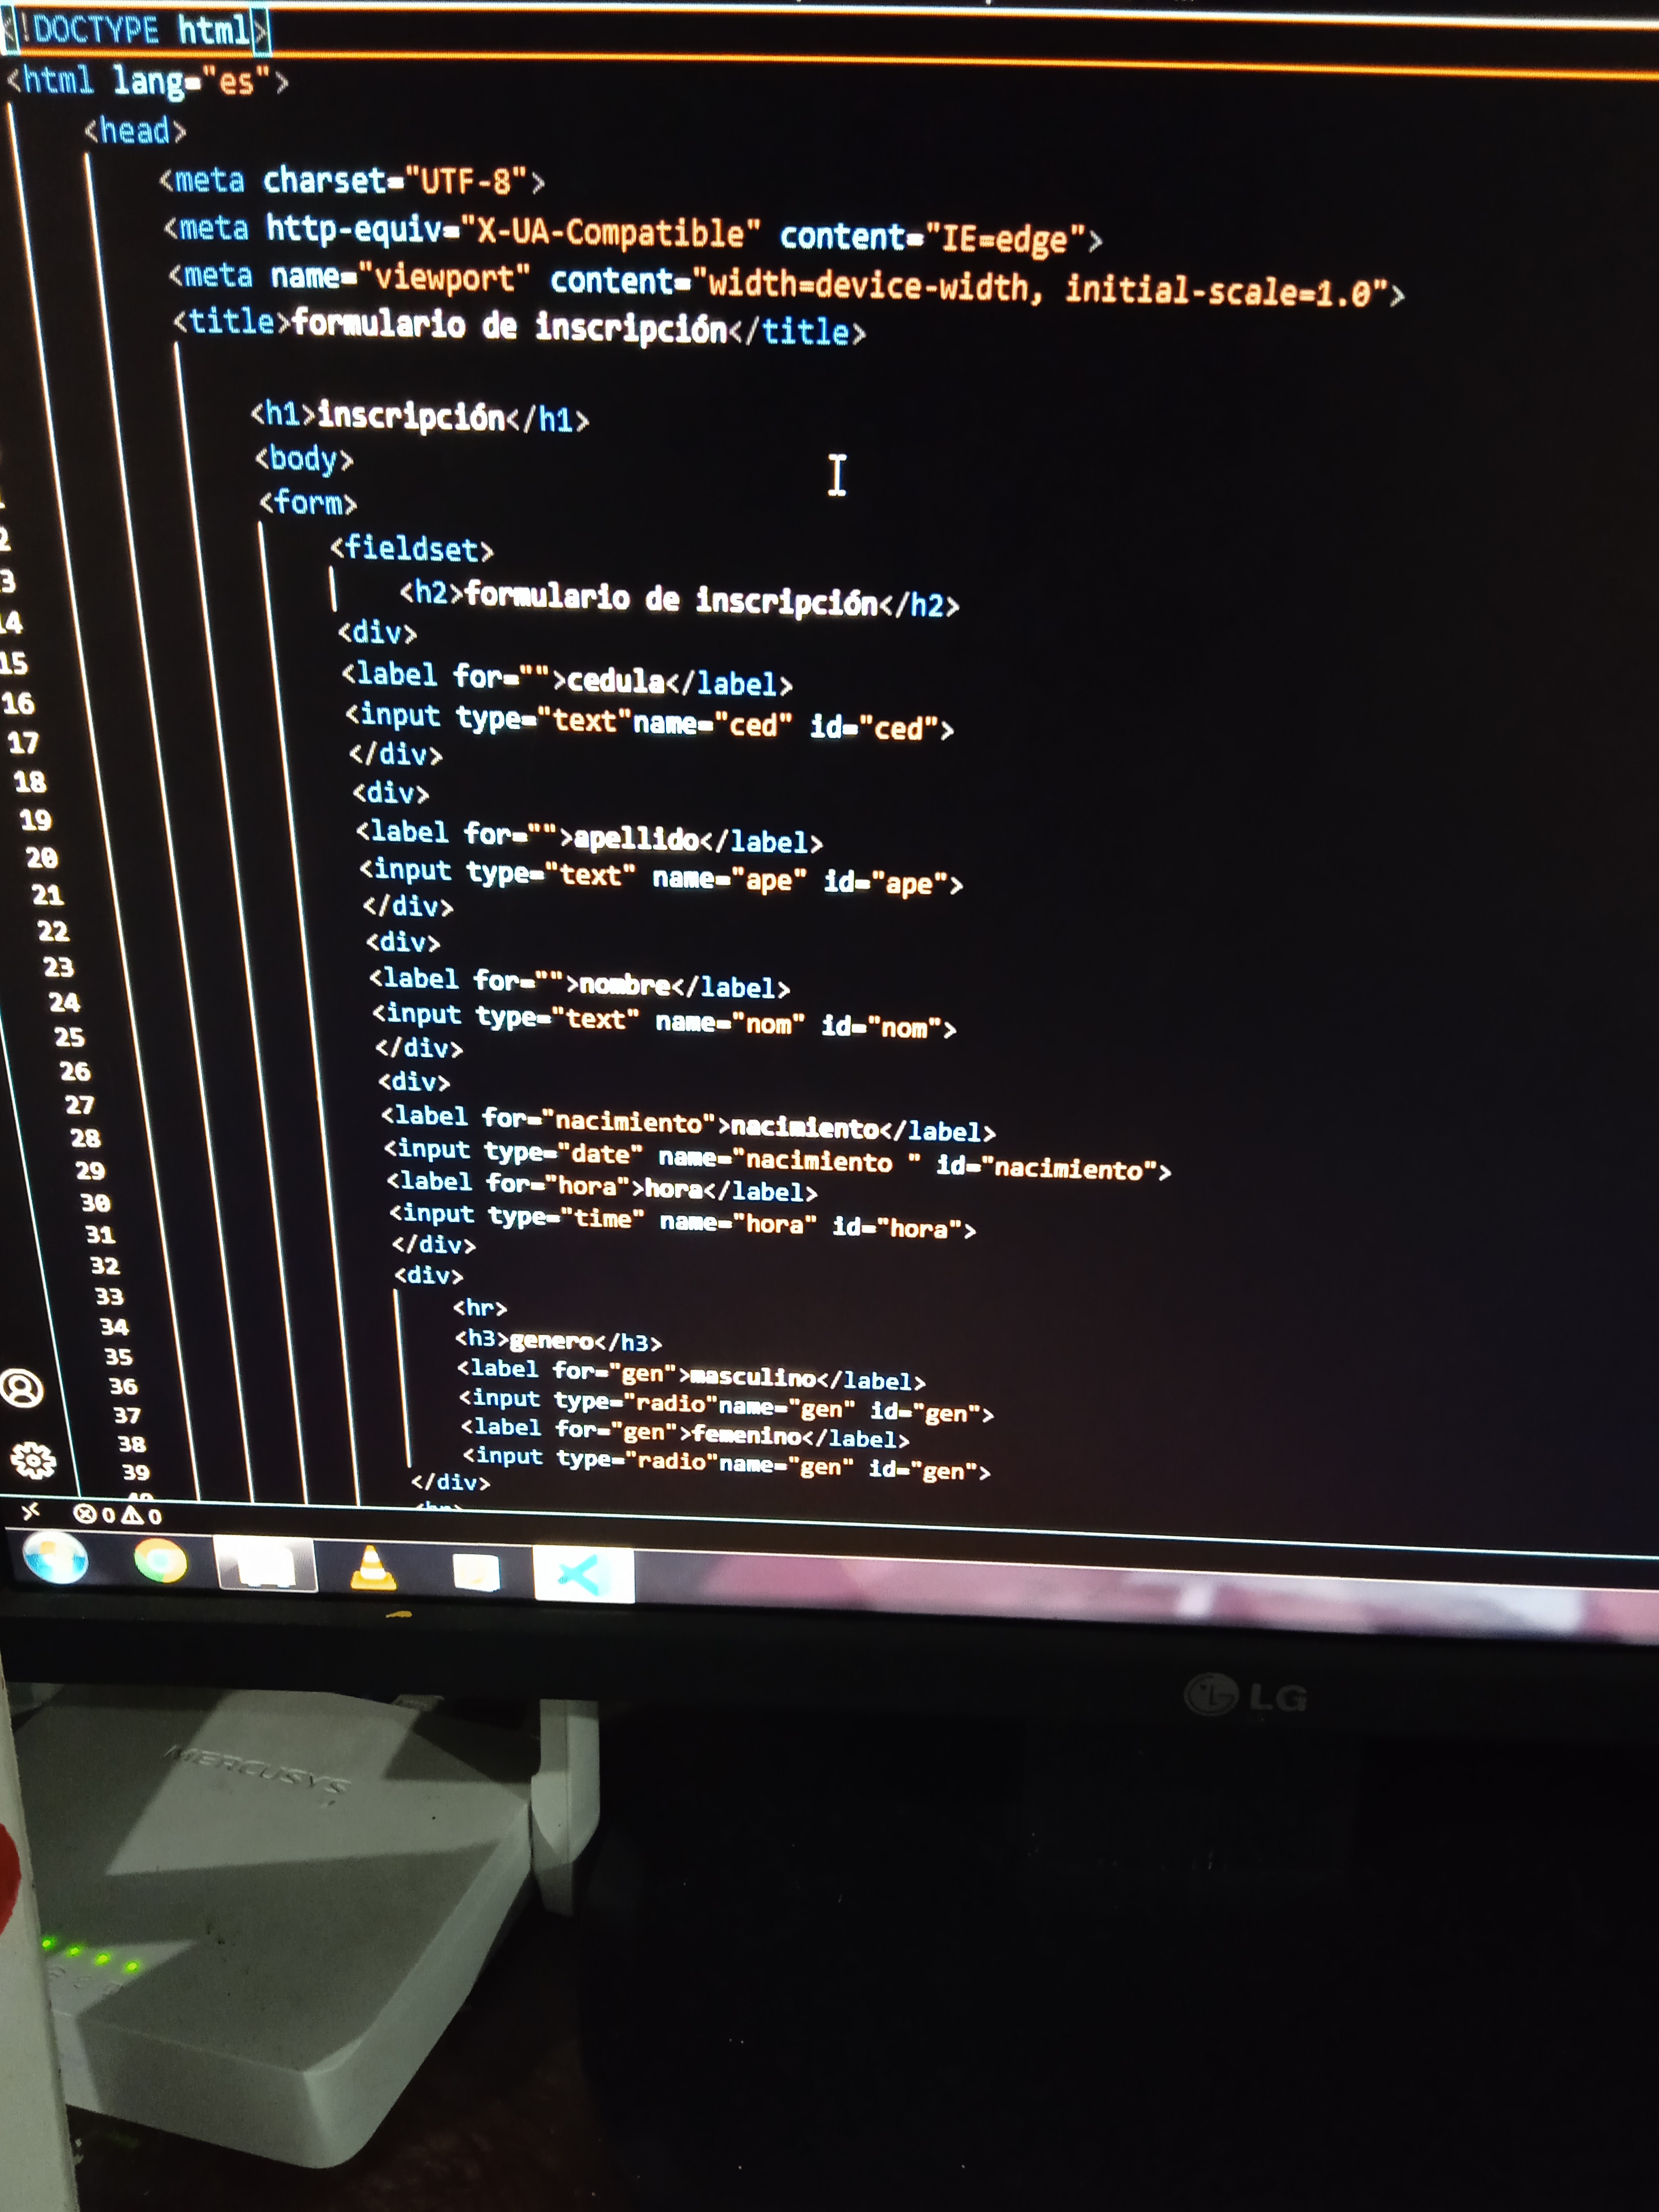 <!DOCTYPE html>
<html lang="es">
<head>
<meta charset="UTF-8">
<meta http-equiv="X-UA-Compatible" content="IE=edge">
<meta name="viewport" content="width=device-width, initial-scale=1.0">
<title>formulario de inscripción</title>
<h1>inscripción</h1>
<body>
<form>
<fieldset>
<h2>formulario de inscripción</h2>
14 <div>
15 <label for="">cedula</label>
16 <input type="text"name="ced" id="ced">
17 </div>
18 <div>
19 <label for="">apellido</label>
20 <input type="text" name="ape" id="ape">
21 </div>
22 <div>
23 <label for="">nombre</label>
24 <input type="text" name="nom" id="nom">
25 </div>
26 <div>
27 <label for="nacimiento">nacimiento</label>
28 <input type="date" name="nacimiento " id="nacimiento">
29 <label for="hora">hora</label>
30 <input type="time" name="hora" id="hora">
31 </div>
32 <div>
33 <hr>
34 <h3>genero</h3>
35 <label for="gen">masculino</label>
36 <input type="radio"name="gen" id="gen">
37 <label for="gen">femenino</label>
38 <input type="radio"name="gen" id="gen">
39 </div>
0 0
LG
MERCUSYS